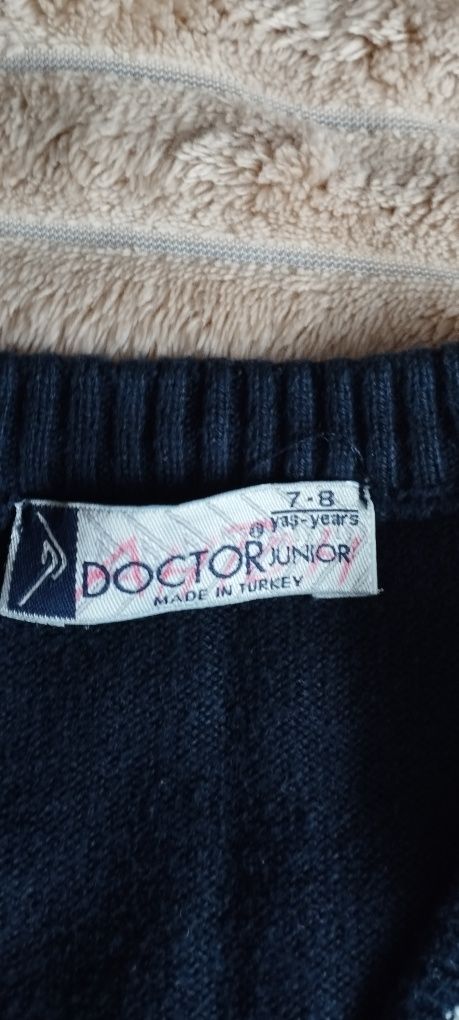 7-8
yaş-years
® DOCTOR JUNIOR
MADE IN TURKEY